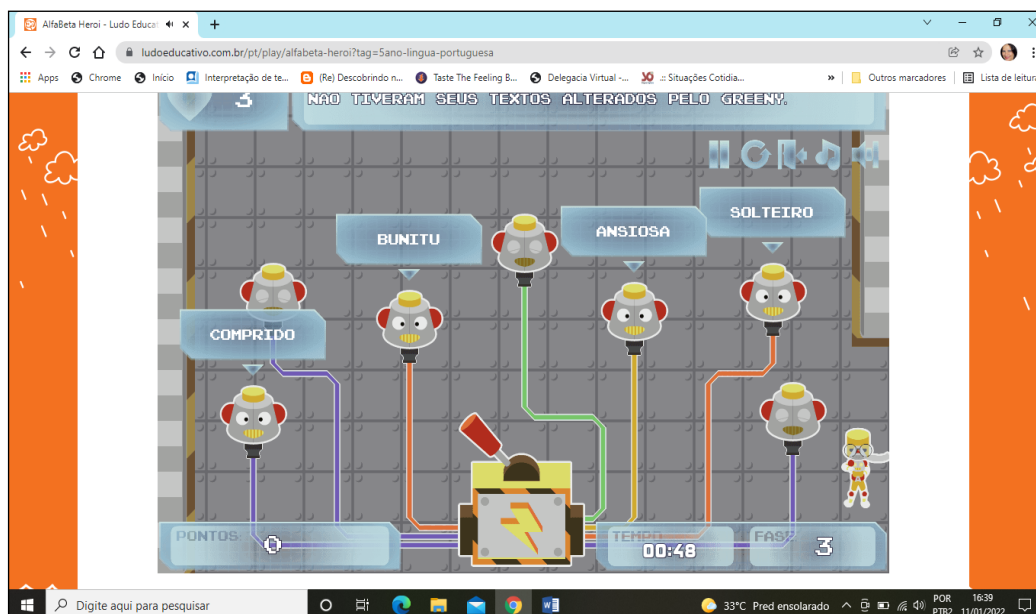 AlfaBeta Heroi - Ludo Educat
ludoeducativo.com.br/pt/play/alfabeta-heroi?tag=5ano-lingua-portuguesa
Apps Chrome Início Interpretação de te... (Re) Descobrindo n... Taste The Feeling B... Delegacia Virtual -... .:: Situações Cotidia... » Outros marcadores Lista de leitura
3 NAO TIVERAM SEUS TEXTOS ALTERADOS PELO GREENY.
SOLTEIRO
ANSIOSA
BUNITU
COMPRIDO
PONTOS 0 TEMPO 00:48 FASE 3
Digite aqui para pesquisar 33°C Pred ensolarado POR 16:39
PTB2 11/01/2022